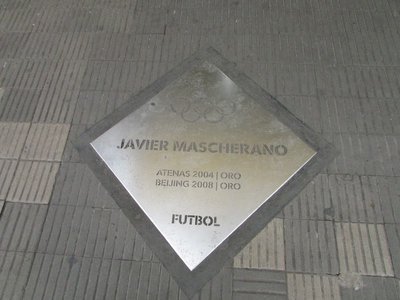 JAVIER MASCHERANO
ATENAS 2004 | ORO
BEIJING 2008 | ORO
FUTBOL